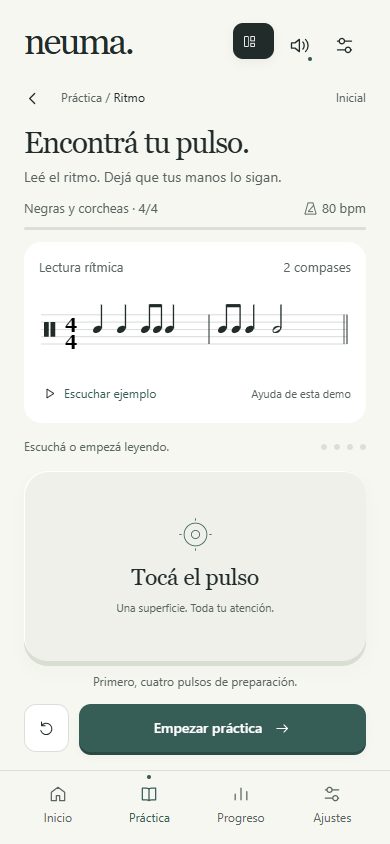 neuma.
Práctica / Ritmo
Inicial
Encontrá tu pulso.
Leé el ritmo. Dejá que tus manos lo sigan.
Negras y corcheas · 4/4
80 bpm
Lectura rítmica
2 compases
4
4
Escuchar ejemplo
Ayuda de esta demo
Escuchá o empezá leyendo.
Tocá el pulso
Una superficie. Toda tu atención.
Primero, cuatro pulsos de preparación.
Empezar práctica →
Inicio
Práctica
Progreso
Ajustes